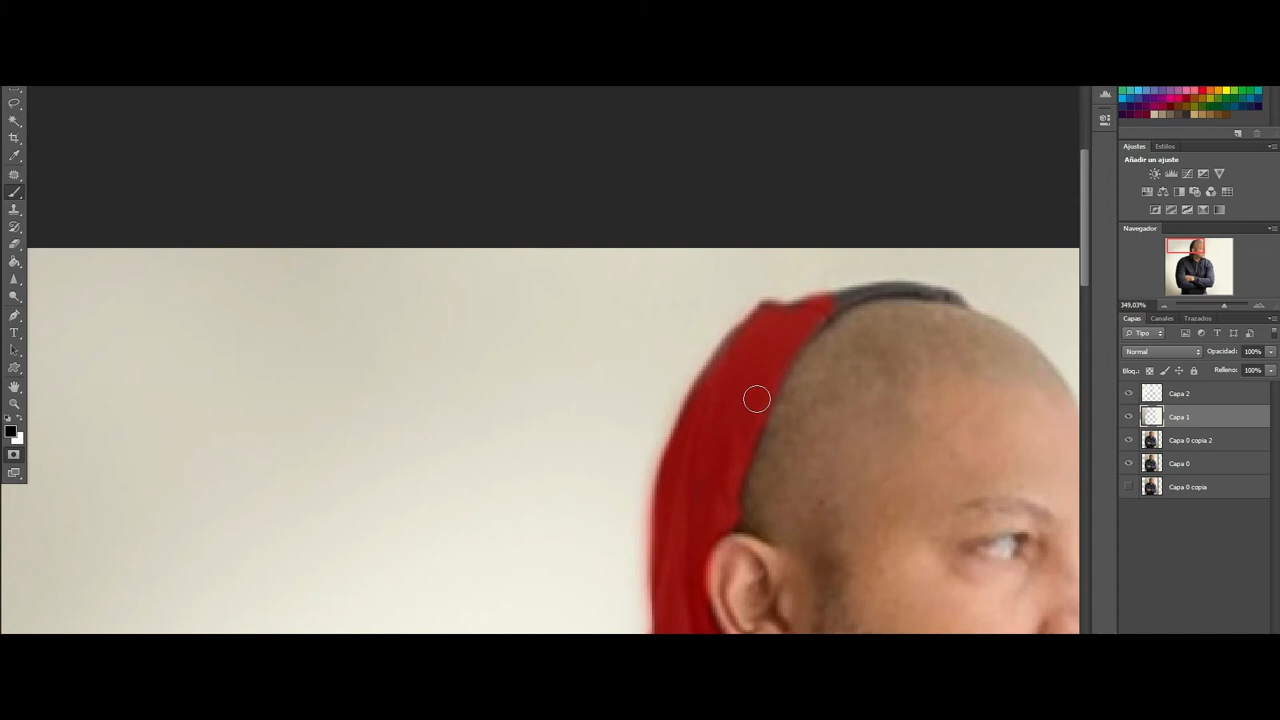 Ajustes Estilos
Añadir un ajuste
Navegador
349,03%
Capas Canales Trazados
Tipo
Normal Opacidad: 100%
Bloq.: Relleno: 100%
Capa 2
Capa 1
Capa 0 copia 2
Capa 0
Capa 0 copia